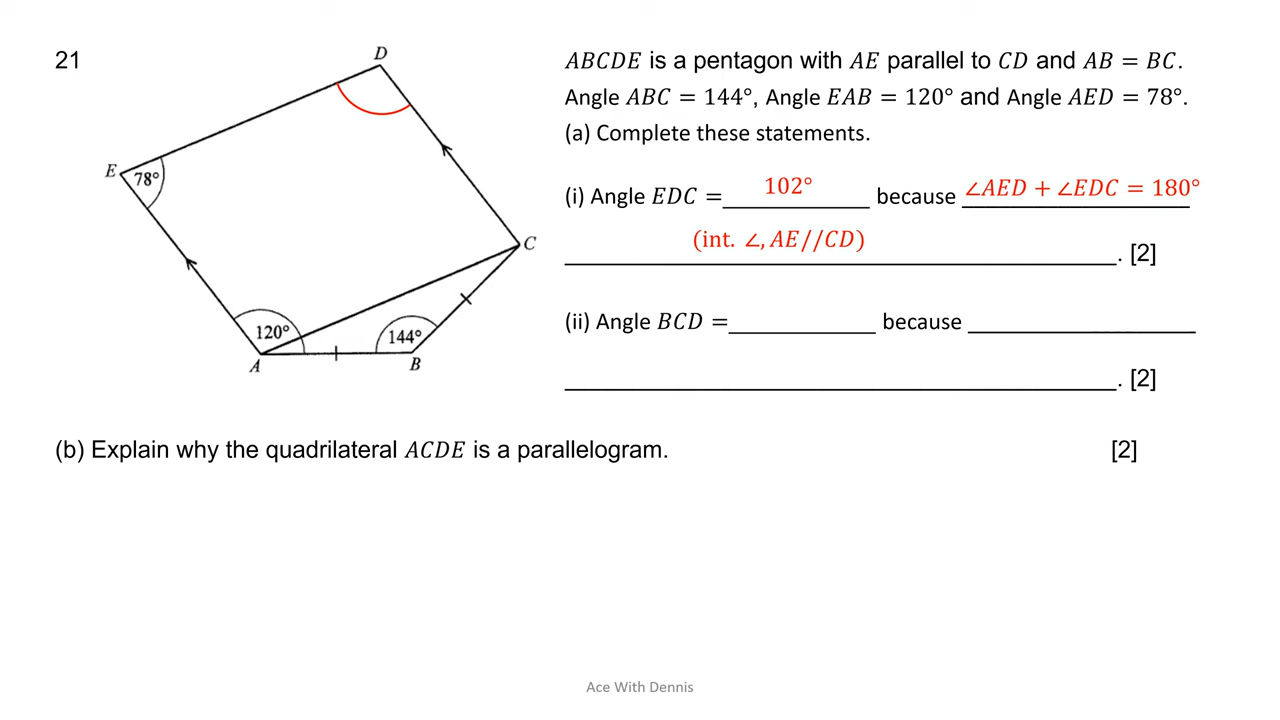 21
D
E
78°
C
120°
144°
A
B
ABCDE is a pentagon with AE parallel to CD and AB = BC.
Angle ABC = 144°, Angle EAB = 120° and Angle AED = 78°.
(a) Complete these statements.
(i) Angle EDC = 102° because ∠AED + ∠EDC = 180°
(int. ∠, AE//CD) . [2]
(ii) Angle BCD = because
. [2]
(b) Explain why the quadrilateral ACDE is a parallelogram. [2]
Ace With Dennis